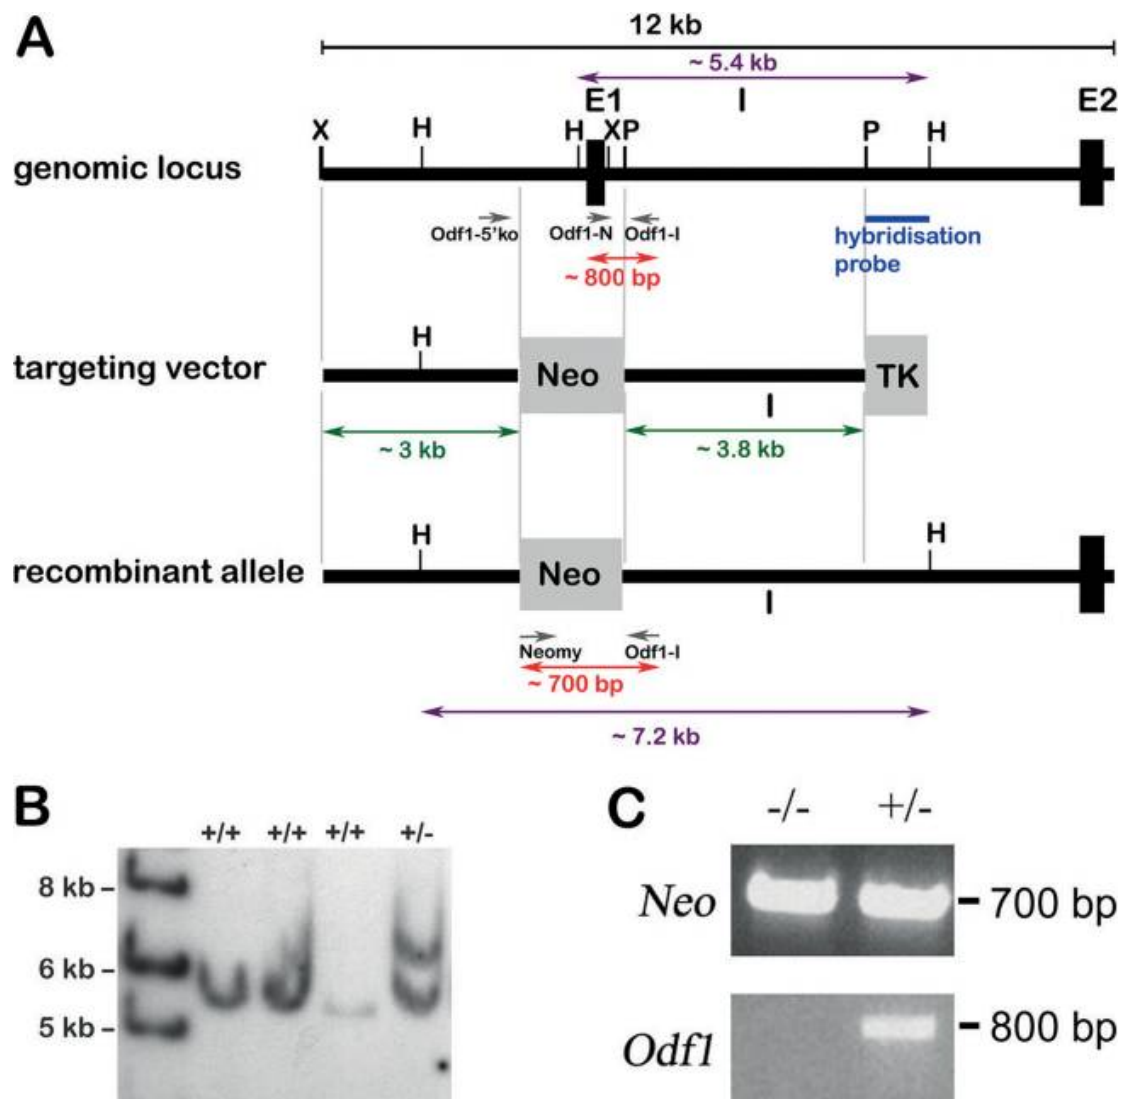 A
12 kb
~ 5.4 kb
E1 I E2
X H H X P P H
genomic locus
Odf1-5'ko Odf1-N Odf1-I
hybridisation
probe
~ 800 bp
H
targeting vector
Neo
TK
I
~ 3 kb
~ 3.8 kb
H H
recombinant allele
Neo
I
Neomy Odf1-I
~ 700 bp
~ 7.2 kb
B
+/+ +/+ +/+ +/-
8 kb
6 kb
5 kb
C
-/- +/-
Neo
700 bp
Odf1
800 bp